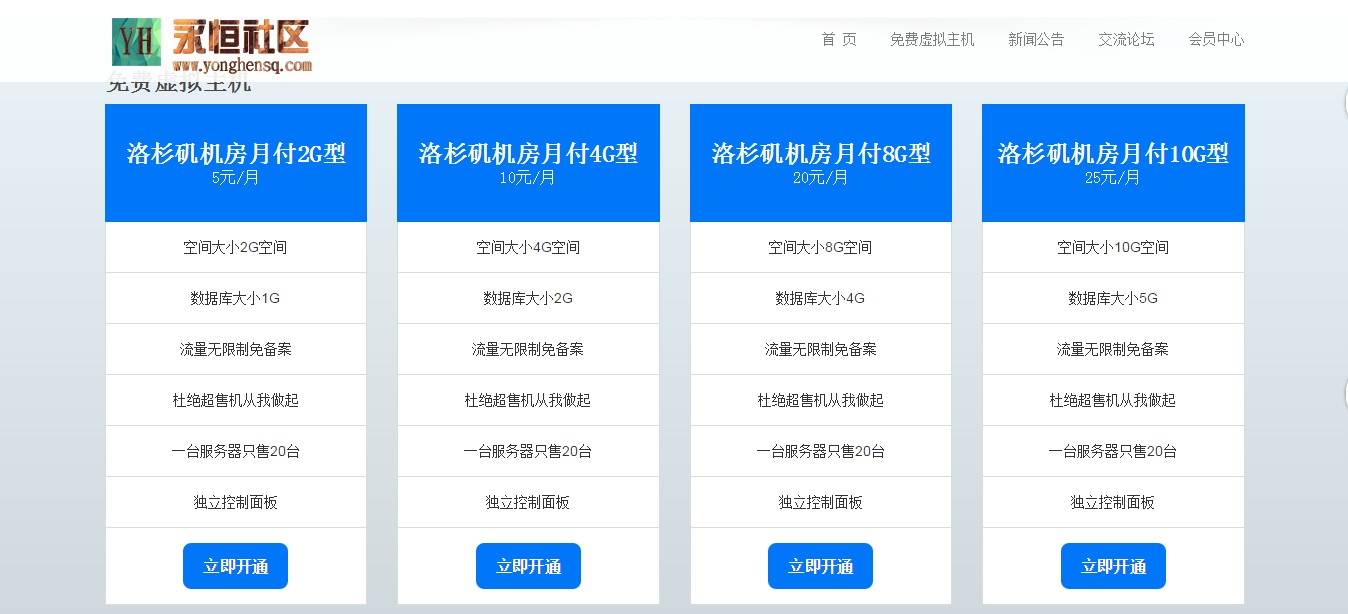 YH 永恒社区
www.yonghensq.com
首 页 免费虚拟主机 新闻公告 交流论坛 会员中心
免费虚拟主机
洛杉矶机房月付2G型
5元/月
空间大小2G空间
数据库大小1G
流量无限制免备案
杜绝超售机从我做起
一台服务器只售20台
独立控制面板
立即开通
洛杉矶机房月付4G型
10元/月
空间大小4G空间
数据库大小2G
流量无限制免备案
杜绝超售机从我做起
一台服务器只售20台
独立控制面板
立即开通
洛杉矶机房月付8G型
20元/月
空间大小8G空间
数据库大小4G
流量无限制免备案
杜绝超售机从我做起
一台服务器只售20台
独立控制面板
立即开通
洛杉矶机房月付10G型
25元/月
空间大小10G空间
数据库大小5G
流量无限制免备案
杜绝超售机从我做起
一台服务器只售20台
独立控制面板
立即开通